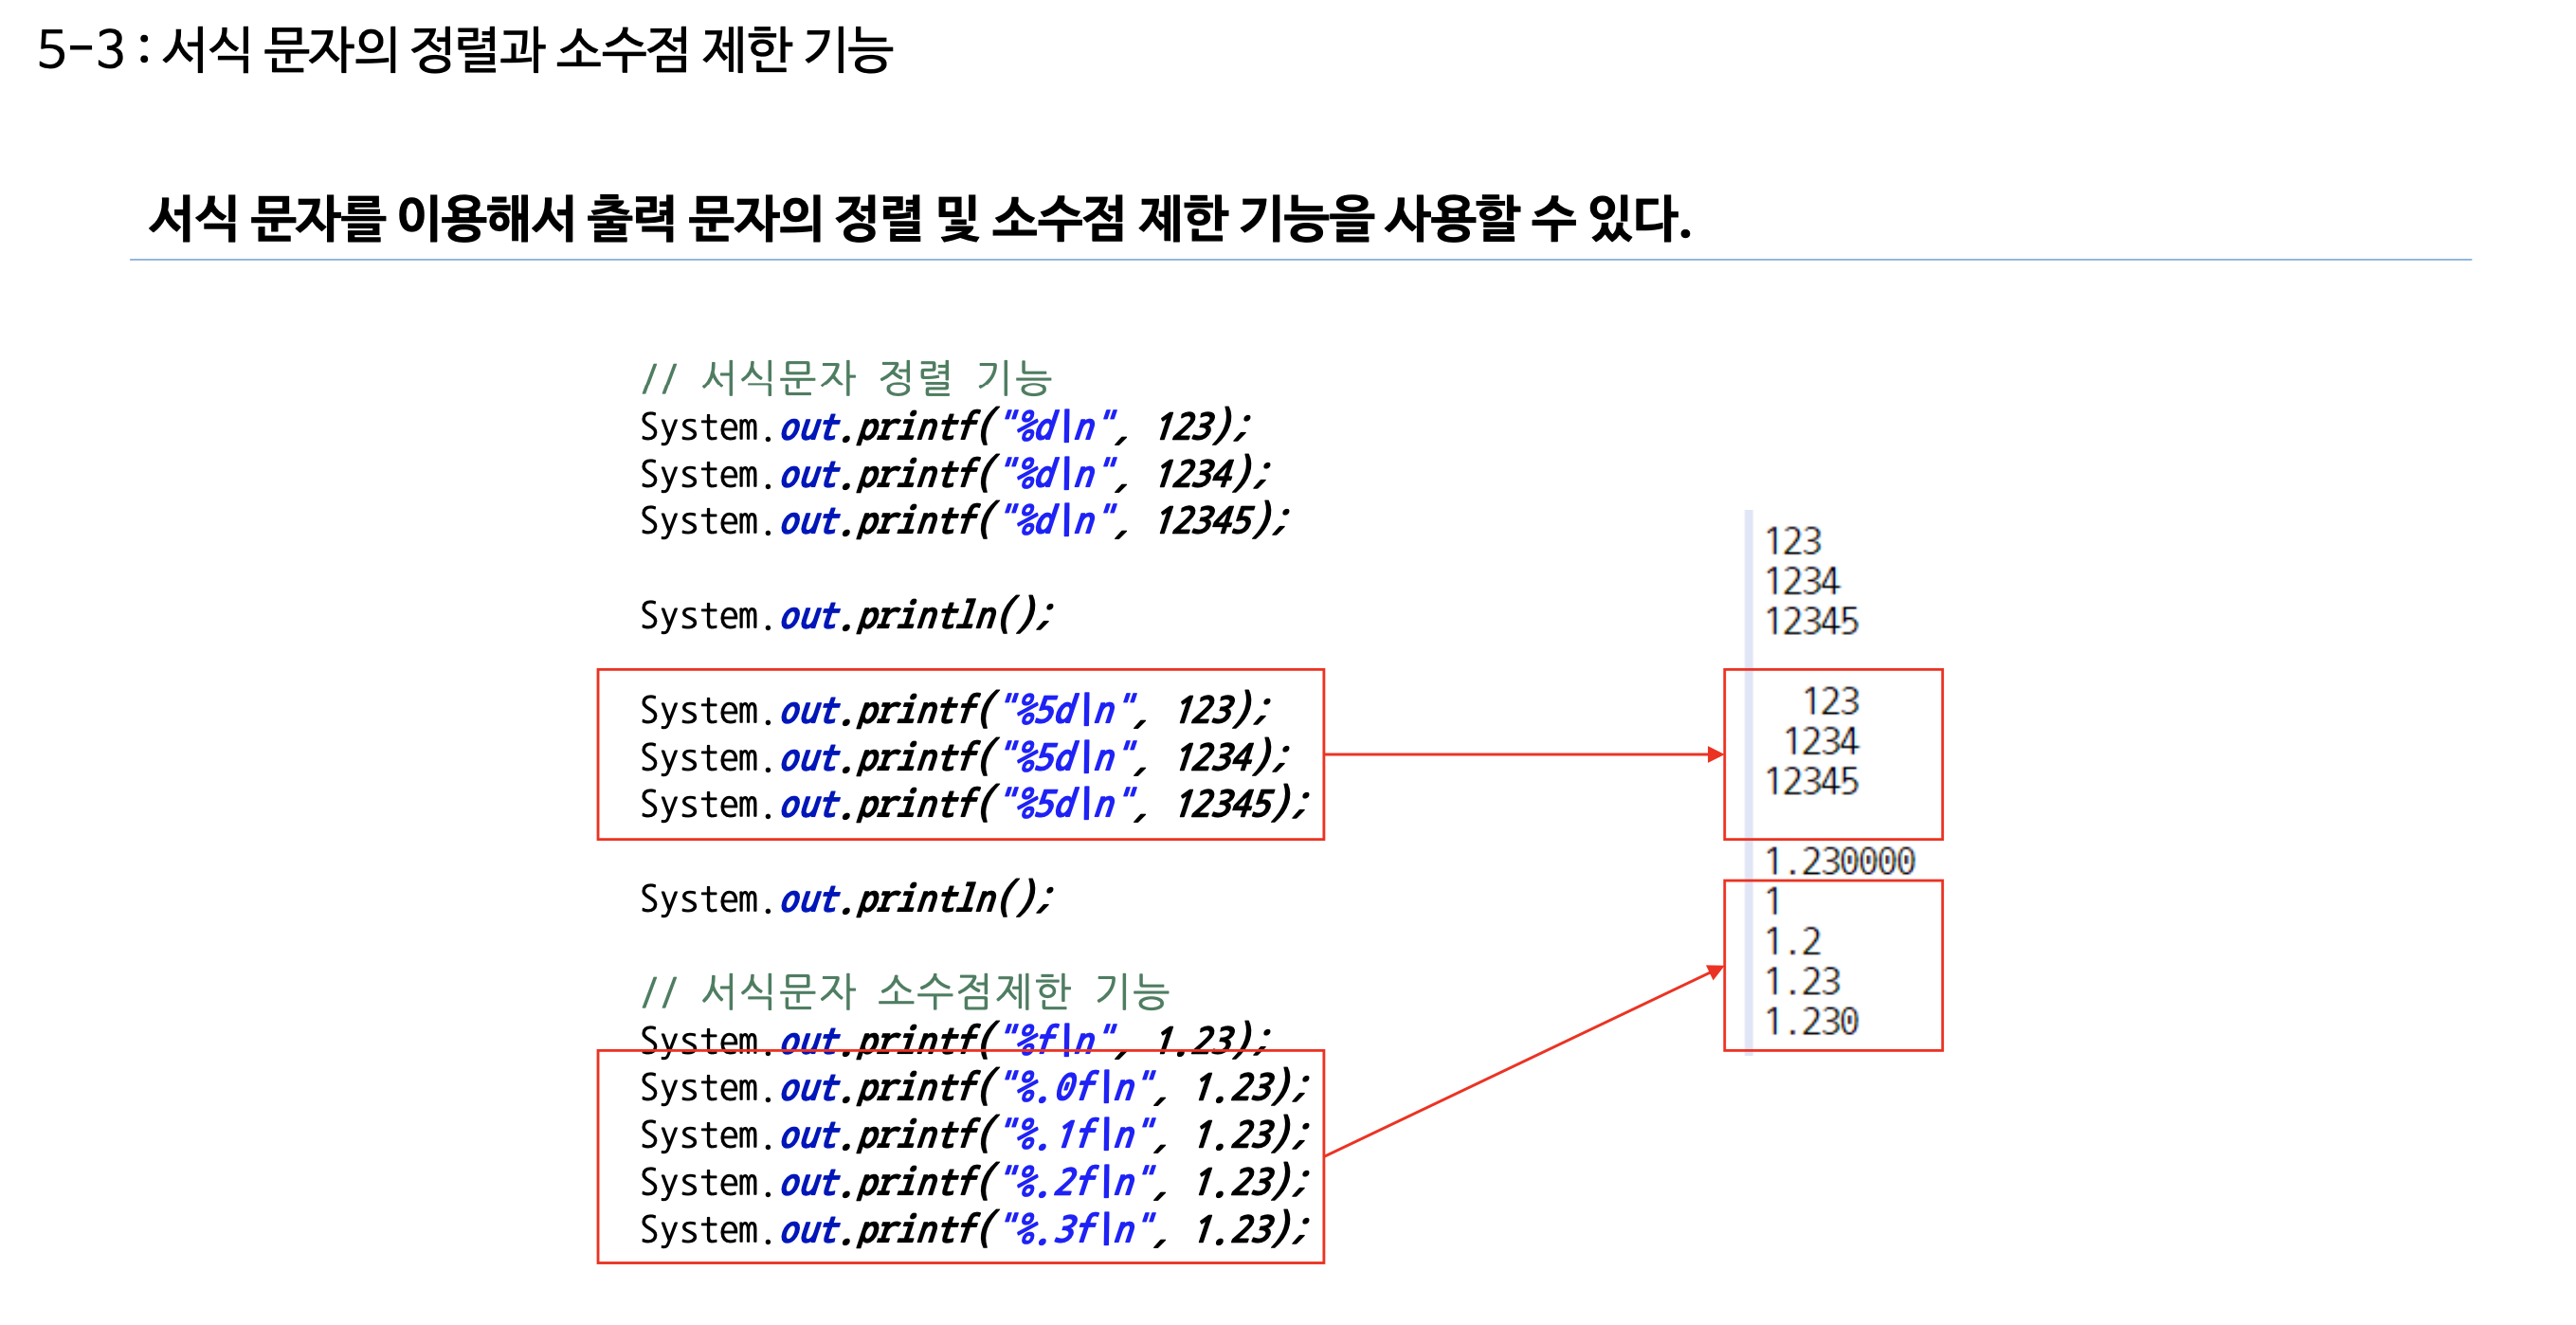 5-3 : 서식 문자의 정렬과 소수점 제한 기능
서식 문자를 이용해서 출력 문자의 정렬 및 소수점 제한 기능을 사용할 수 있다.
// 서식문자 정렬 기능
System.out.printf("%d\n", 123);
System.out.printf("%d\n", 1234);
System.out.printf("%d\n", 12345);
System.out.println();
System.out.printf("%5d\n", 123);
System.out.printf("%5d\n", 1234);
System.out.printf("%5d\n", 12345);
System.out.println();
// 서식문자 소수점제한 기능
System.out.printf("%f\n", 1.23);
System.out.printf("%.0f\n", 1.23);
System.out.printf("%.1f\n", 1.23);
System.out.printf("%.2f\n", 1.23);
System.out.printf("%.3f\n", 1.23);
123
1234
12345
  123
 1234
12345
1.230000
1
1.2
1.23
1.230